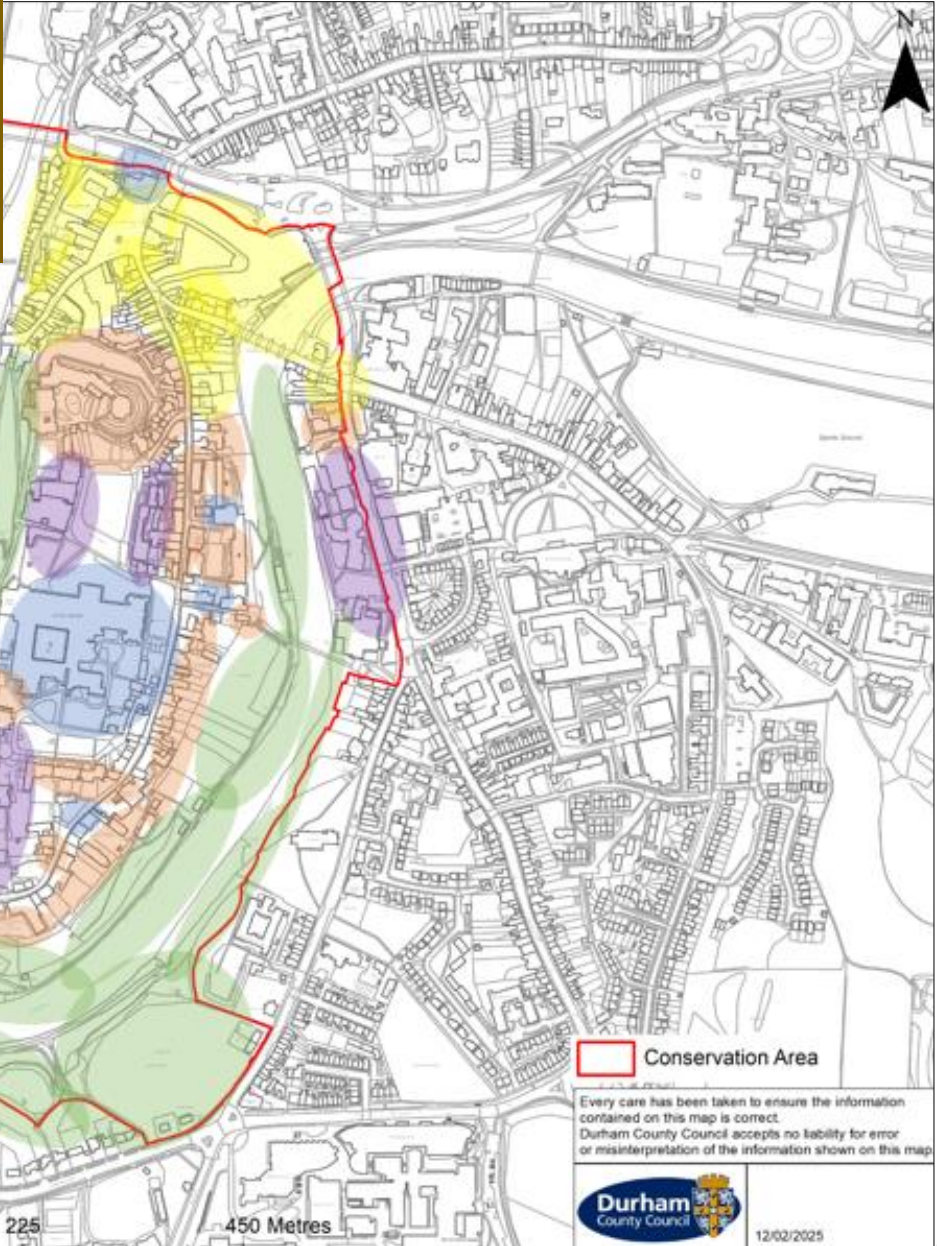 N
Sports Ground
Conservation Area
Every care has been taken to ensure the information
contained on this map is correct.
Durham County Council accepts no liability for error
or misinterpretation of the information shown on this map
225
450 Metres
Durham
County Council
12/02/2025